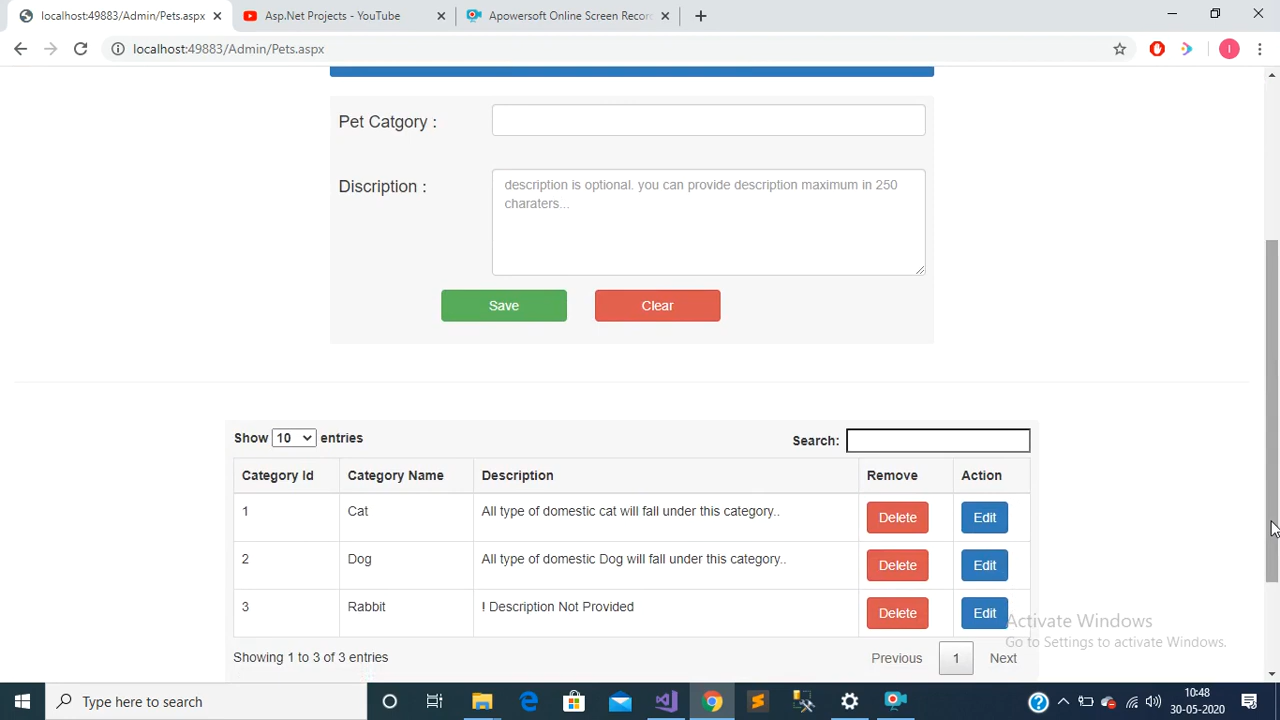 localhost:49883/Admin/Pets.aspx
Asp.Net Projects - YouTube
Apowersoft Online Screen Recor
localhost:49883/Admin/Pets.aspx
I
Pet Catgory :
Discription :
description is optional. you can provide description maximum in 250
charaters...
Save
Clear
Show 10 entries
Search:
Category Id
Category Name
Description
Remove
Action
1
Cat
All type of domestic cat will fall under this category..
Delete
Edit
2
Dog
All type of domestic Dog will fall under this category..
Delete
Edit
3
Rabbit
! Description Not Provided
Delete
Edit
Activate Windows
Go to Settings to activate Windows.
Showing 1 to 3 of 3 entries
Previous
1
Next
Type here to search
10:48
30-05-2020